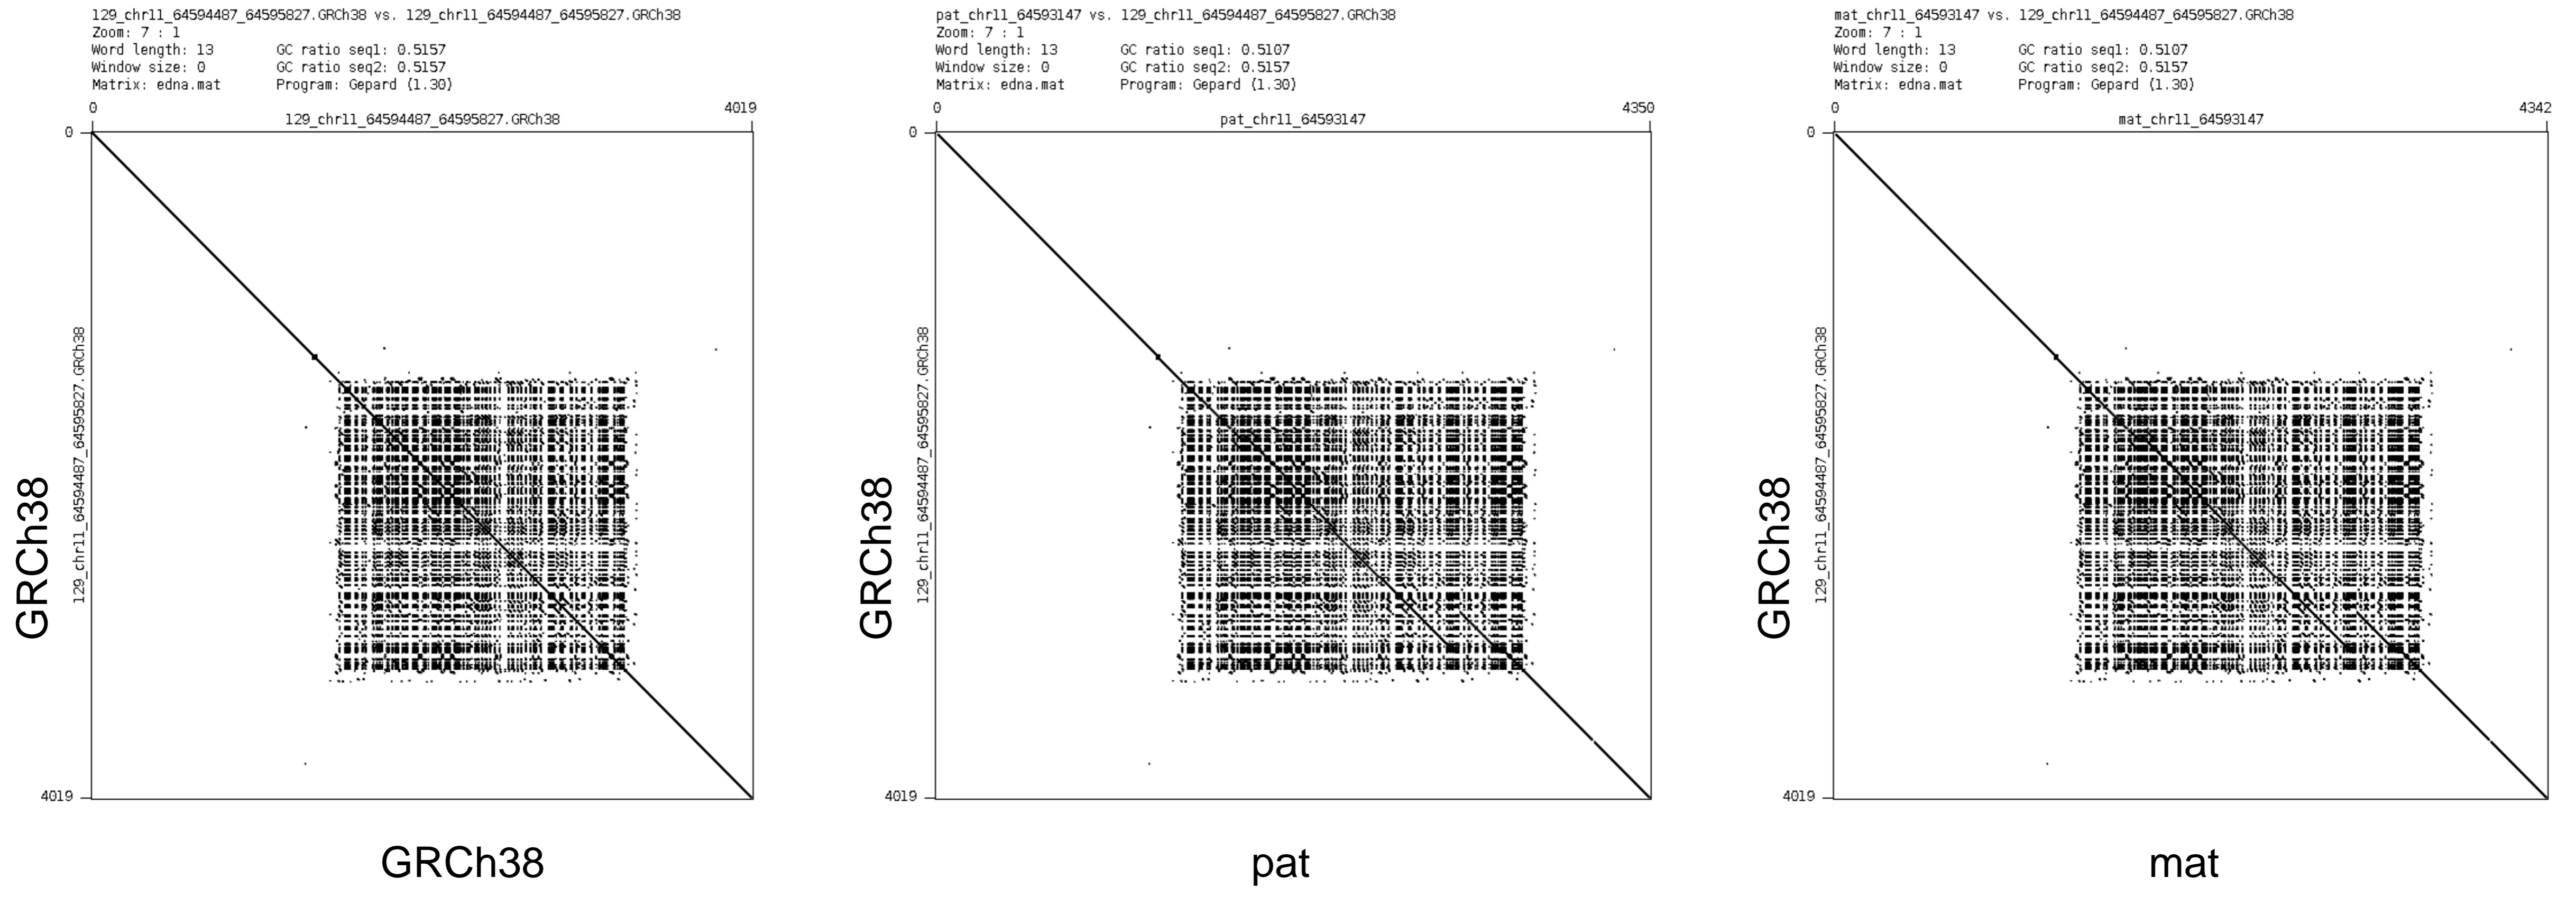 129_chr11_64594487_64595827.GRCh38 vs. 129_chr11_64594487_64595827.GRCh38
Zoom: 7 : 1
Word length: 13 GC ratio seq1: 0.5157
Window size: 0 GC ratio seq2: 0.5157
Matrix: edna.mat Program: Gepard (1.30)
0 4019
129_chr11_64594487_64595827.GRCh38
0
129_chr11_64594487_64595827.GRCh38
GRCh38
4019
GRCh38
pat_chr11_64593147 vs. 129_chr11_64594487_64595827.GRCh38
Zoom: 7 : 1
Word length: 13 GC ratio seq1: 0.5107
Window size: 0 GC ratio seq2: 0.5157
Matrix: edna.mat Program: Gepard (1.30)
0 4350
pat_chr11_64593147
0
129_chr11_64594487_64595827.GRCh38
GRCh38
4019
pat
mat_chr11_64593147 vs. 129_chr11_64594487_64595827.GRCh38
Zoom: 7 : 1
Word length: 13 GC ratio seq1: 0.5107
Window size: 0 GC ratio seq2: 0.5157
Matrix: edna.mat Program: Gepard (1.30)
0 4342
mat_chr11_64593147
0
129_chr11_64594487_64595827.GRCh38
GRCh38
4019
mat